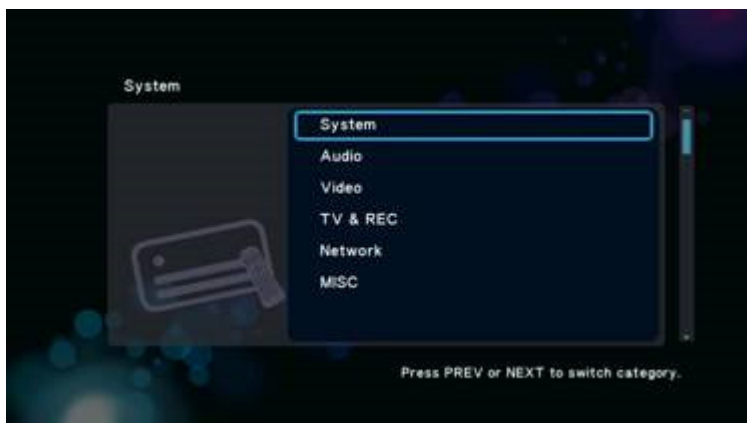 System
System
Audio
Video
TV & REC
Network
MISC
Press PREV or NEXT to switch category.